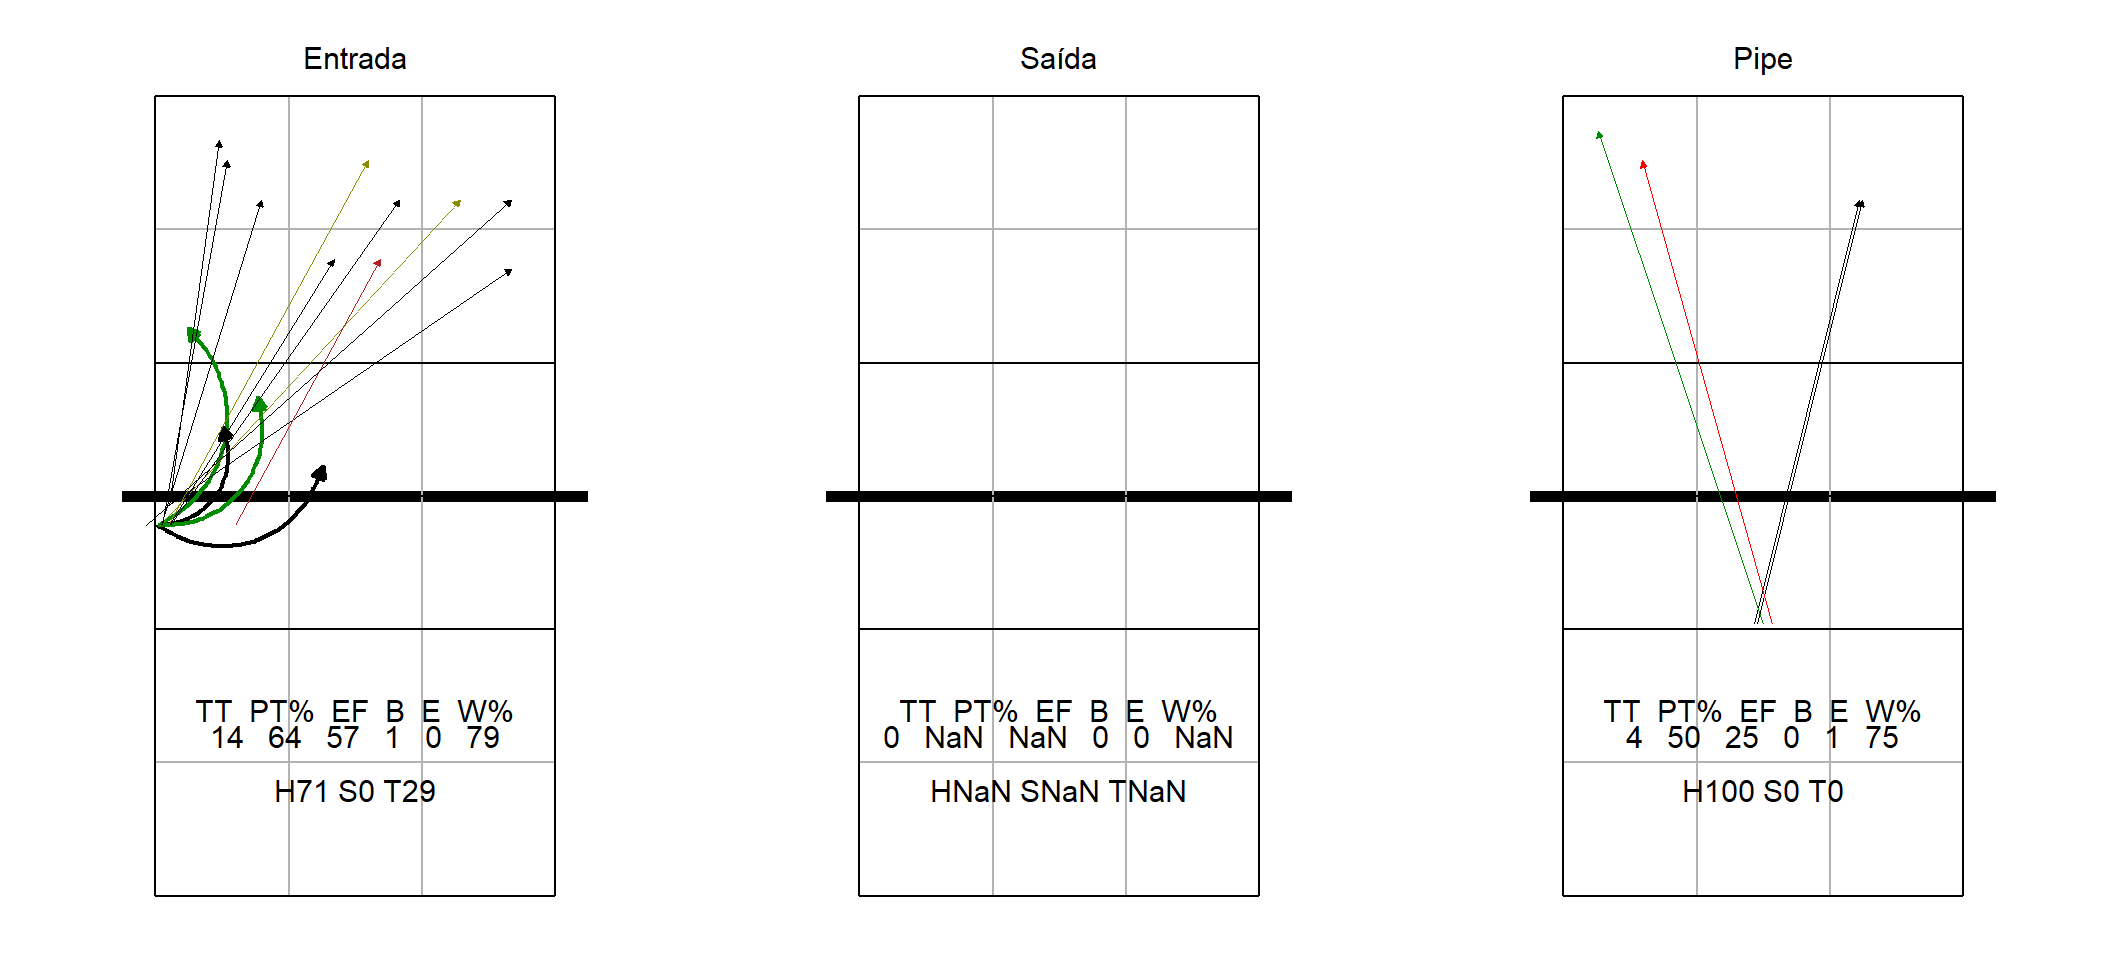 Entrada
TT PT% EF B E W%
14 64 57 1 0 79
H71 S0 T29
Saída
TT PT% EF B E W%
0 NaN NaN 0 0 NaN
HNaN SNaN TNaN
Pipe
TT PT% EF B E W%
4 50 25 0 1 75
H100 S0 T0